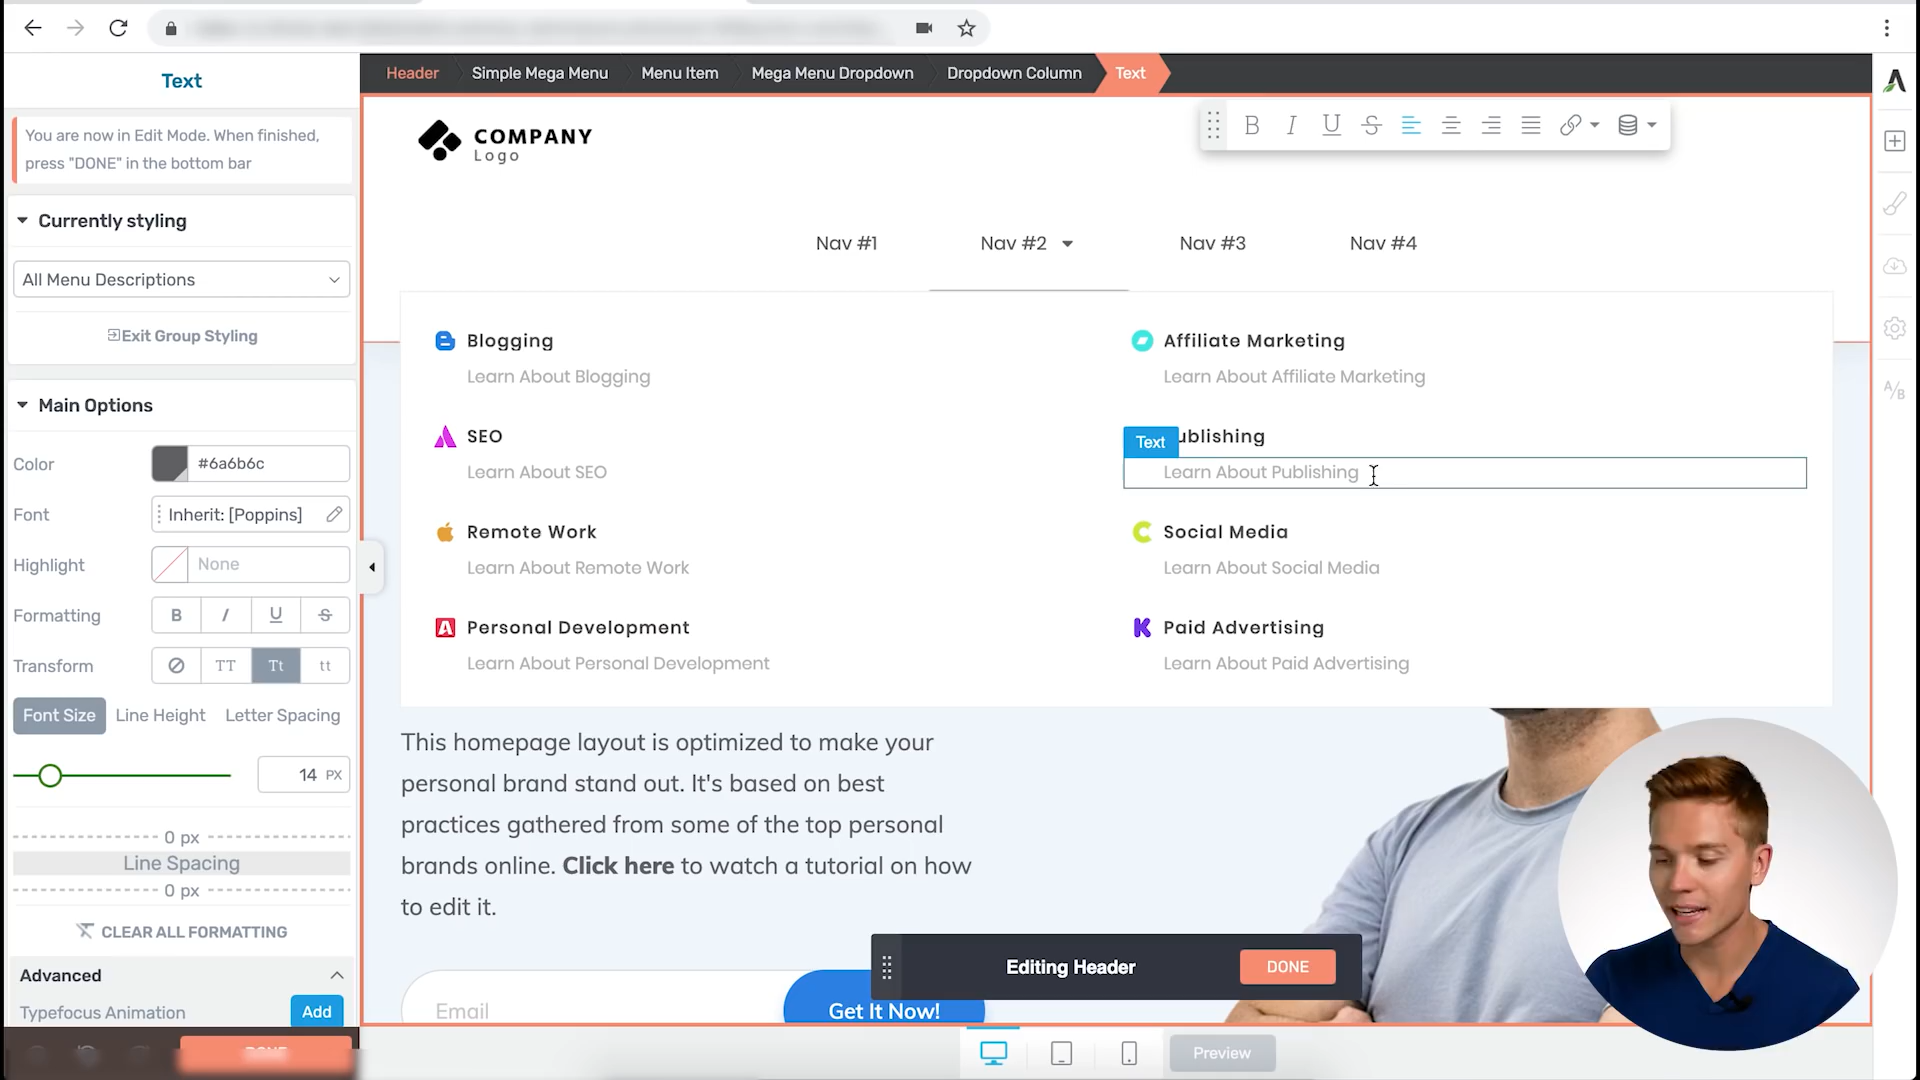 Text
You are now in Edit Mode. When finished,
press "DONE" in the bottom bar
Currently styling
All Menu Descriptions
Exit Group Styling
Main Options
Color
#6a6b6c
Font
Inherit: [Poppins]
Highlight
None
Formatting
B I U S
Transform
TT Tt tt
Font Size Line Height Letter Spacing
14 PX
0 px
Line Spacing
0 px
CLEAR ALL FORMATTING
Advanced
Typefocus Animation
Add
Header Simple Mega Menu Menu Item Mega Menu Dropdown Dropdown Column Text
B I U S
COMPANY
Logo
Nav #1 Nav #2 Nav #3 Nav #4
Blogging
Learn About Blogging
SEO
Learn About SEO
Remote Work
Learn About Remote Work
Personal Development
Learn About Personal Development
Affiliate Marketing
Learn About Affiliate Marketing
Text
ublishing
Learn About Publishing
Social Media
Learn About Social Media
Paid Advertising
Learn About Paid Advertising
This homepage layout is optimized to make your
personal brand stand out. It's based on best
practices gathered from some of the top personal
brands online. Click here to watch a tutorial on how
to edit it.
Email
Get It Now!
Editing Header
DONE
Preview
A/B